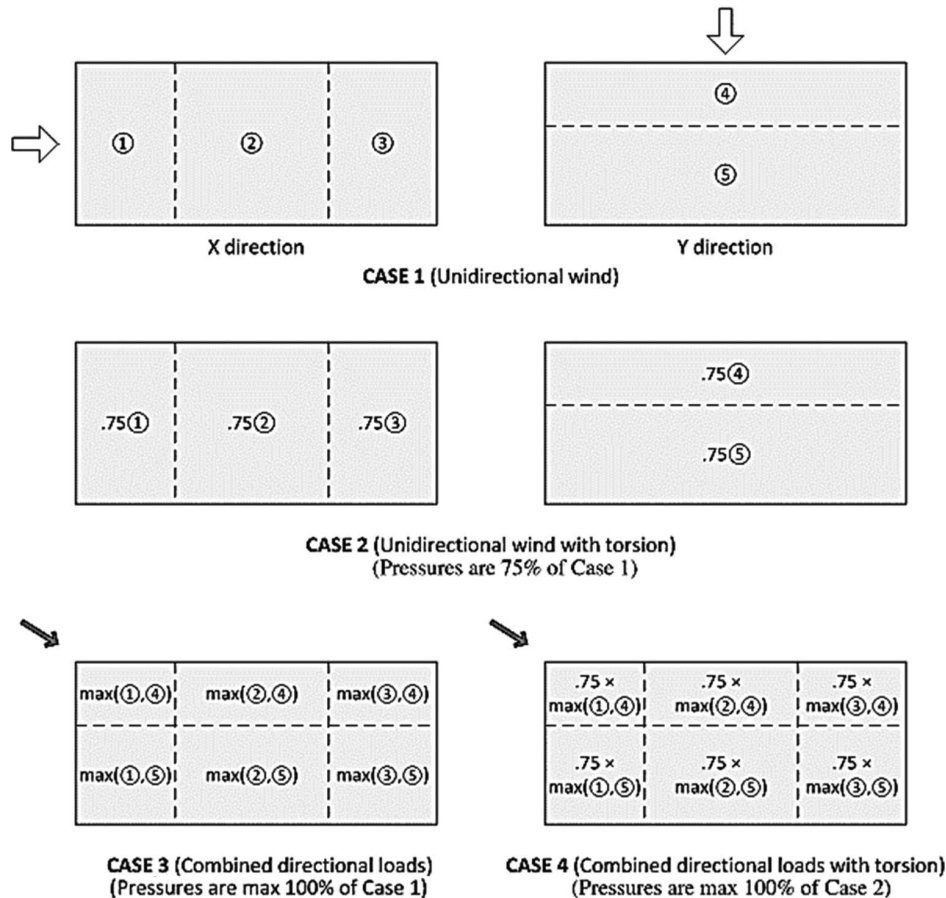 ① ② ③
④
⑤
X direction
Y direction
CASE 1 (Unidirectional wind)
.75① .75② .75③
.75④
.75⑤
CASE 2 (Unidirectional wind with torsion)
(Pressures are 75% of Case 1)
max(①,④) max(②,④) max(③,④)
max(①,⑤) max(②,⑤) max(③,⑤)
CASE 3 (Combined directional loads)
(Pressures are max 100% of Case 1)
.75 × .75 × .75 ×
max(①,④) max(②,④) max(③,④)
.75 × .75 × .75 ×
max(①,⑤) max(②,⑤) max(③,⑤)
CASE 4 (Combined directional loads with torsion)
(Pressures are max 100% of Case 2)